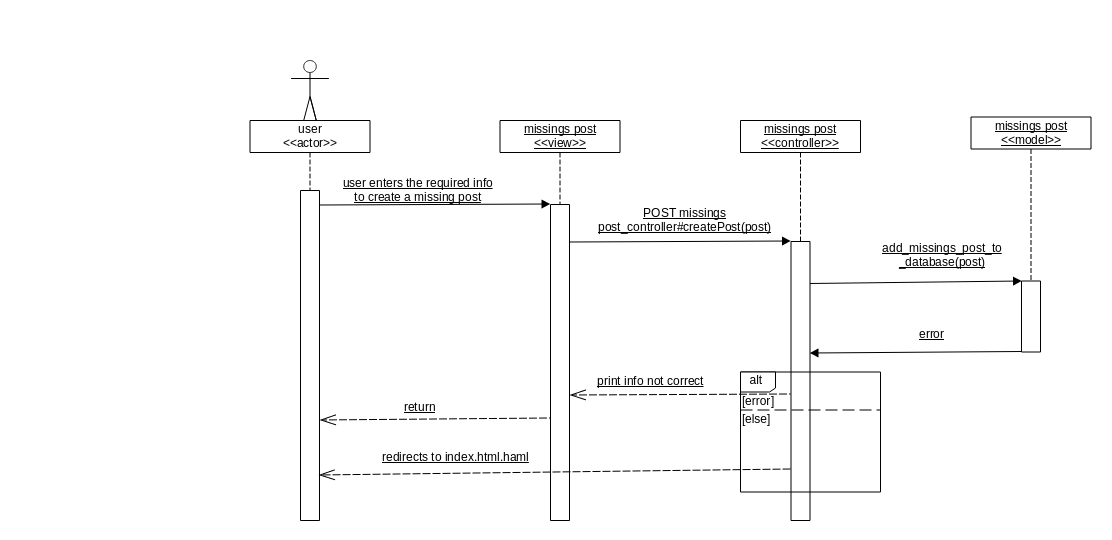 user
<<actor>>
missings post
<<view>>
missings post
<<controller>>
missings post
<<model>>
user enters the required info
to create a missing post
POST missings
post_controller#createPost(post)
add_missings_post_to
_database(post)
error
alt
print info not correct
[error]
return
[else]
redirects to index.html.haml